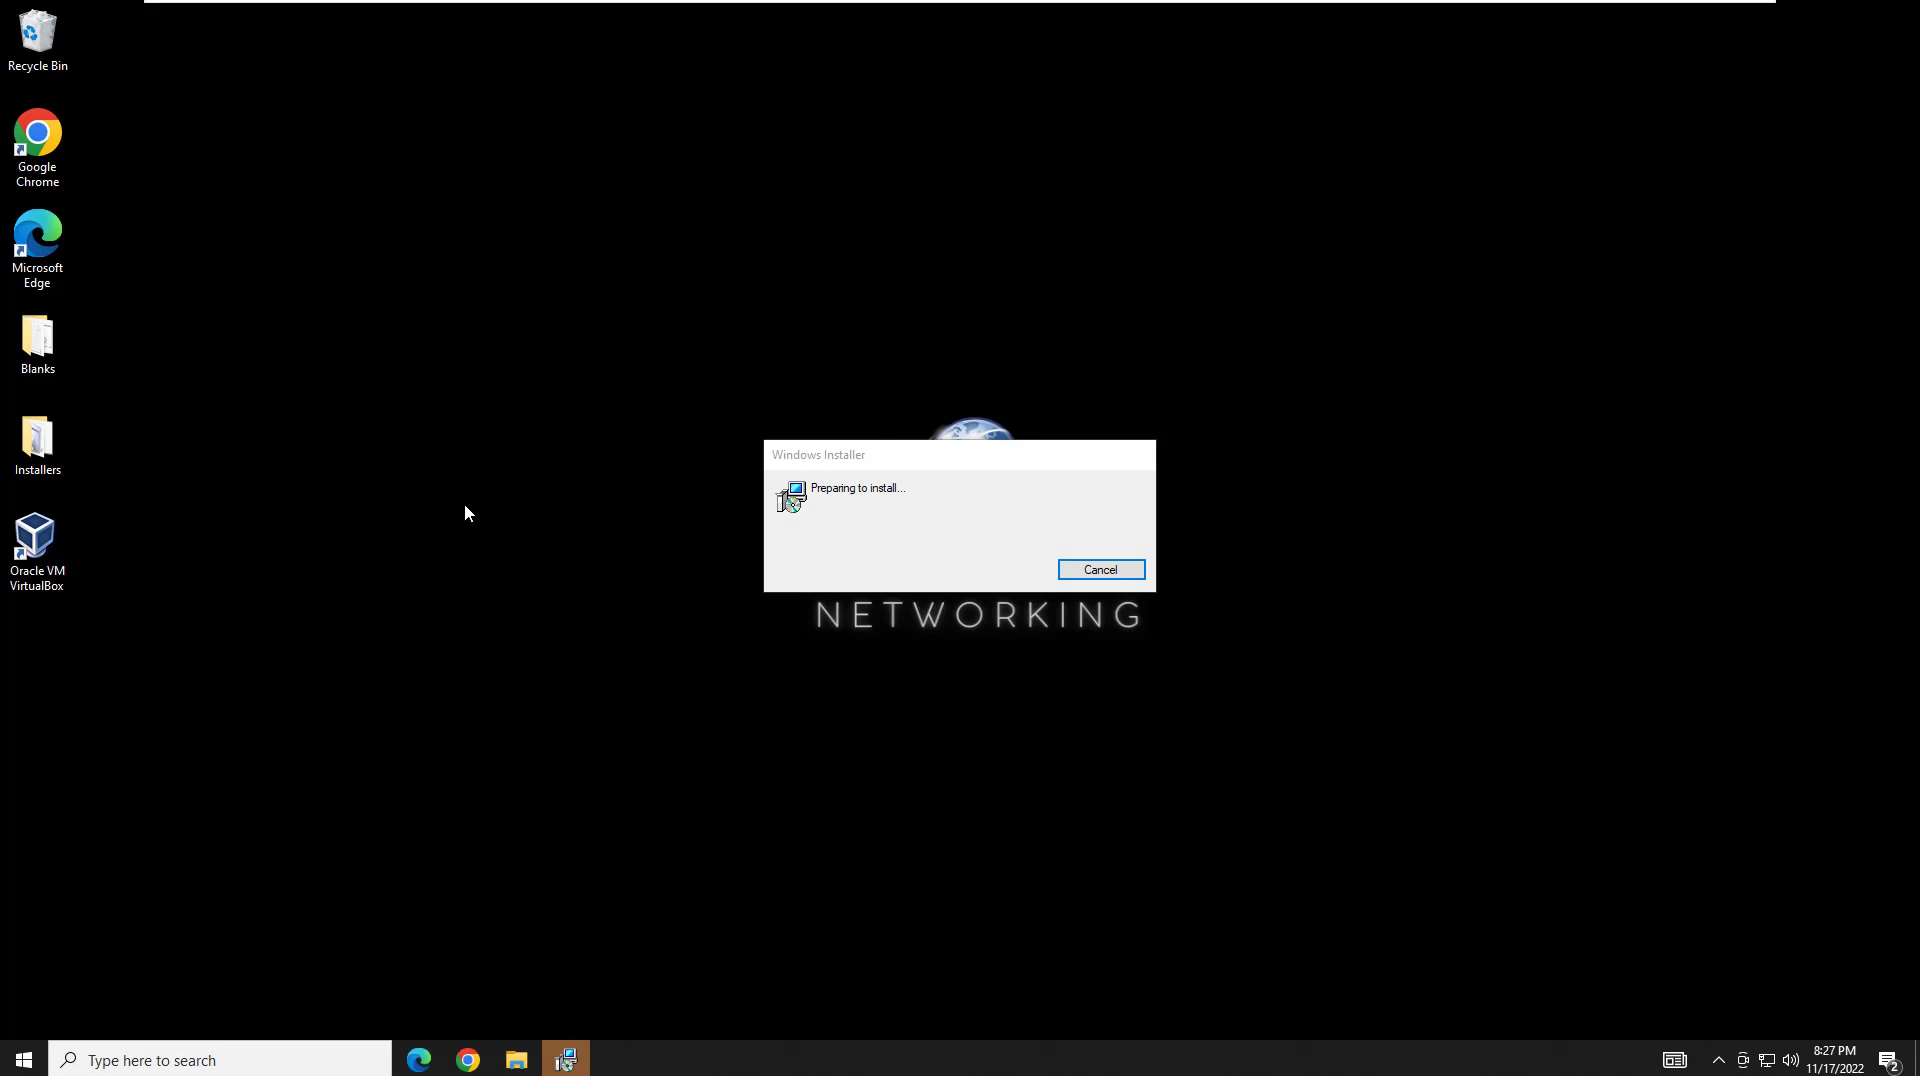 Recycle Bin
Google
Chrome
Microsoft
Edge
Blanks
Installers
Oracle VM
VirtualBox
Windows Installer
Preparing to install...
Cancel
NETWORKING
Type here to search
8:27 PM
11/17/2022
2